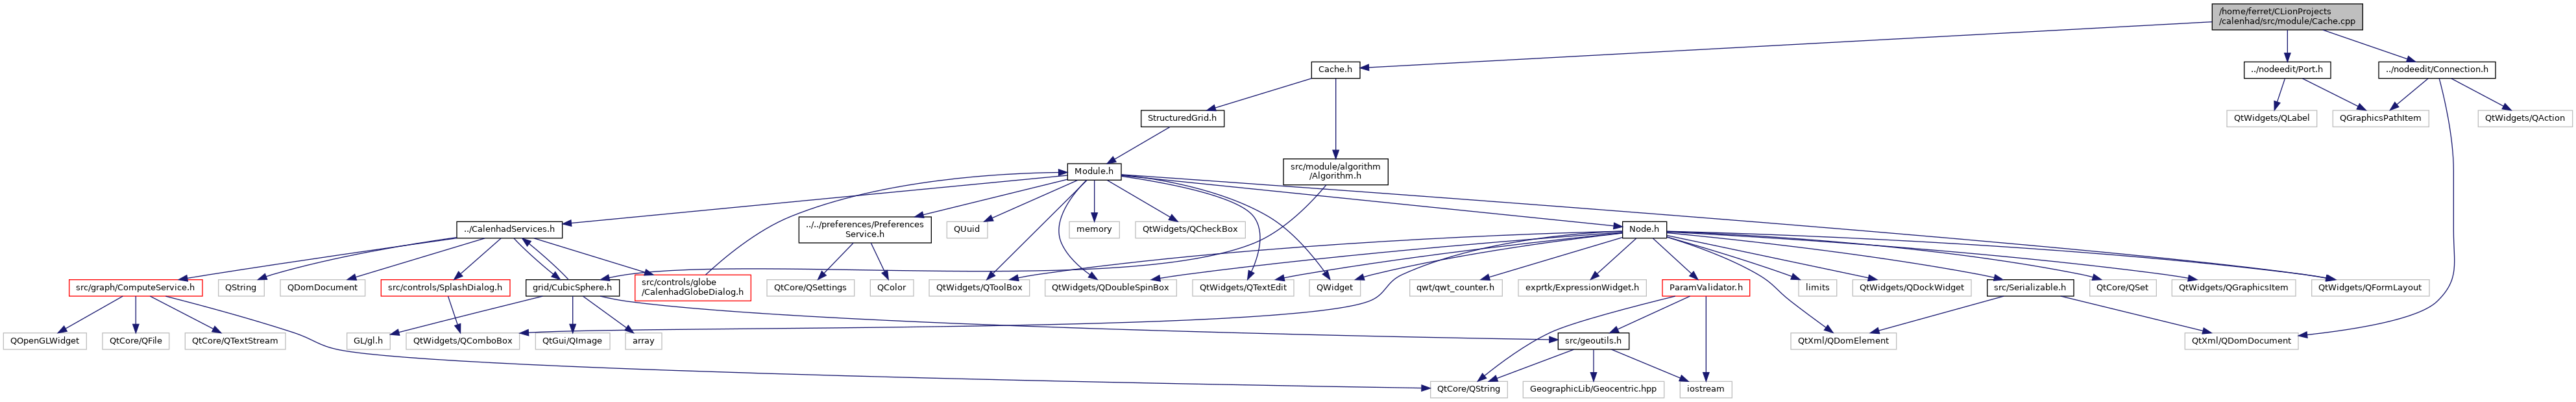 /home/ferret/CLionProjects
/calenhad/src/module/Cache.cpp
Cache.h
../nodeedit/Port.h
../nodeedit/Connection.h
StructuredGrid.h
QtWidgets/QLabel
QGraphicsPathItem
QtWidgets/QAction
Module.h
src/module/algorithm
/Algorithm.h
../CalenhadServices.h
../../preferences/Preferences
Service.h
QUuid
memory
QtWidgets/QCheckBox
Node.h
src/graph/ComputeService.h
QString
QDomDocument
src/controls/SplashDialog.h
grid/CubicSphere.h
src/controls/globe
/CalenhadGlobeDialog.h
QtCore/QSettings
QColor
QtWidgets/QToolBox
QtWidgets/QDoubleSpinBox
QtWidgets/QTextEdit
QWidget
qwt/qwt_counter.h
exprtk/ExpressionWidget.h
ParamValidator.h
limits
QtWidgets/QDockWidget
src/Serializable.h
QtCore/QSet
QtWidgets/QGraphicsItem
QtWidgets/QFormLayout
QOpenGLWidget
QtCore/QFile
QtCore/QTextStream
GL/gl.h
QtWidgets/QComboBox
QtGui/QImage
array
src/geoutils.h
QtXml/QDomElement
QtXml/QDomDocument
QtCore/QString
GeographicLib/Geocentric.hpp
iostream